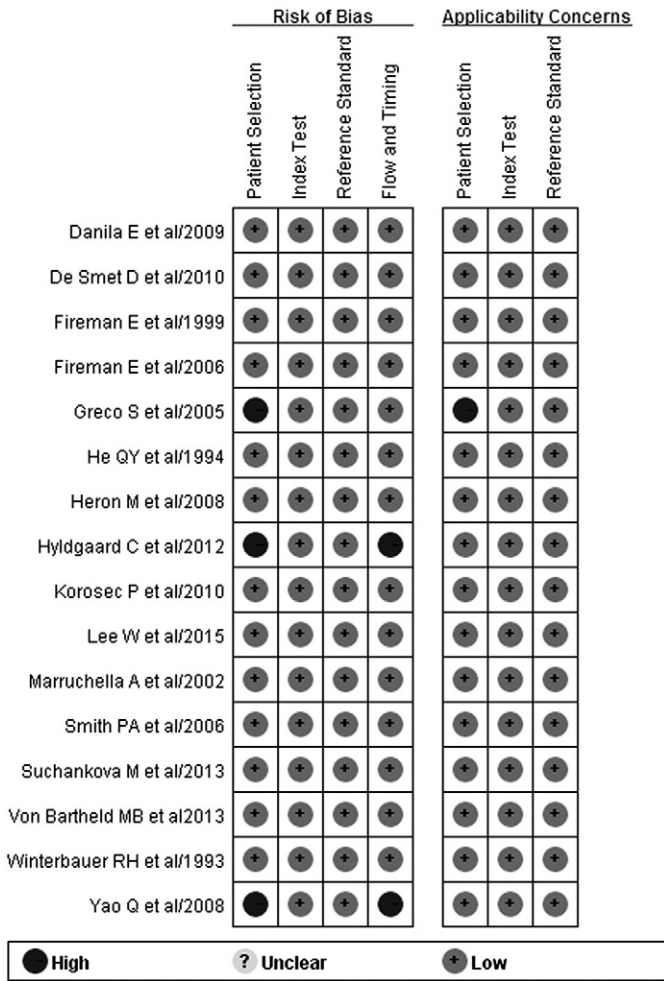 Risk of Bias Applicability Concerns
Patient Selection Index Test Reference Standard Flow and Timing Patient Selection Index Test Reference Standard
Danila E et al/2009 + + + + + + +
De Smet D et al/2010 + + + + + + +
Fireman E et al/1999 + + + + + + +
Fireman E et al/2006 + + + + + + +
Greco S et al/2005 - + + + - + +
He QY et al/1994 + + + + + + +
Heron M et al/2008 + + + + + + +
Hyldgaard C et al/2012 - + + - + + +
Korosec P et al/2010 + + + + + + +
Lee W et al/2015 + + + + + + +
Marruchella A et al/2002 + + + + + + +
Smith PA et al/2006 + + + + + + +
Suchankova M et al/2013 + + + + + + +
Von Bartheld MB et al2013 + + + + + + +
Winterbauer RH et al/1993 + + + + + + +
Yao Q et al/2008 - + + - + + +
- High ? Unclear + Low